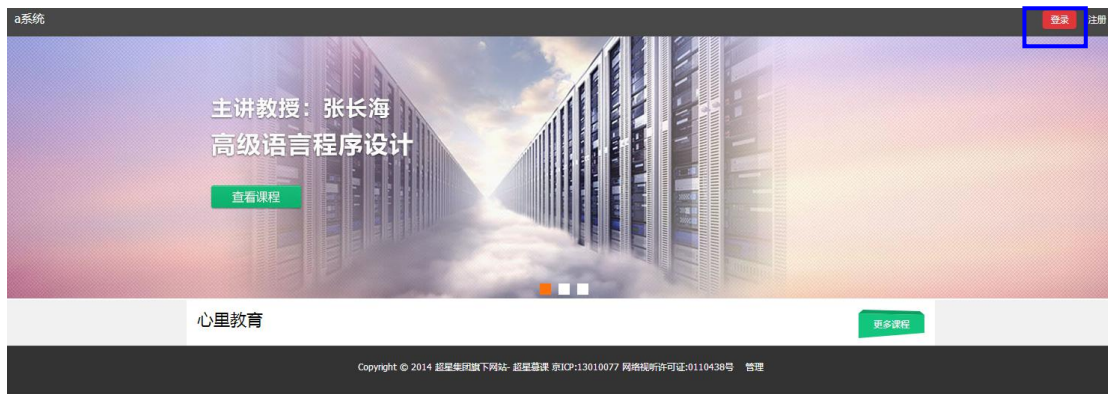 a系统
登录 注册
主讲教授：张长海
高级语言程序设计
查看课程
心里教育
更多课程
Copyright © 2014 超星集团旗下网站- 超星慕课 京ICP:13010077 网络视听许可证:0110438号 管理